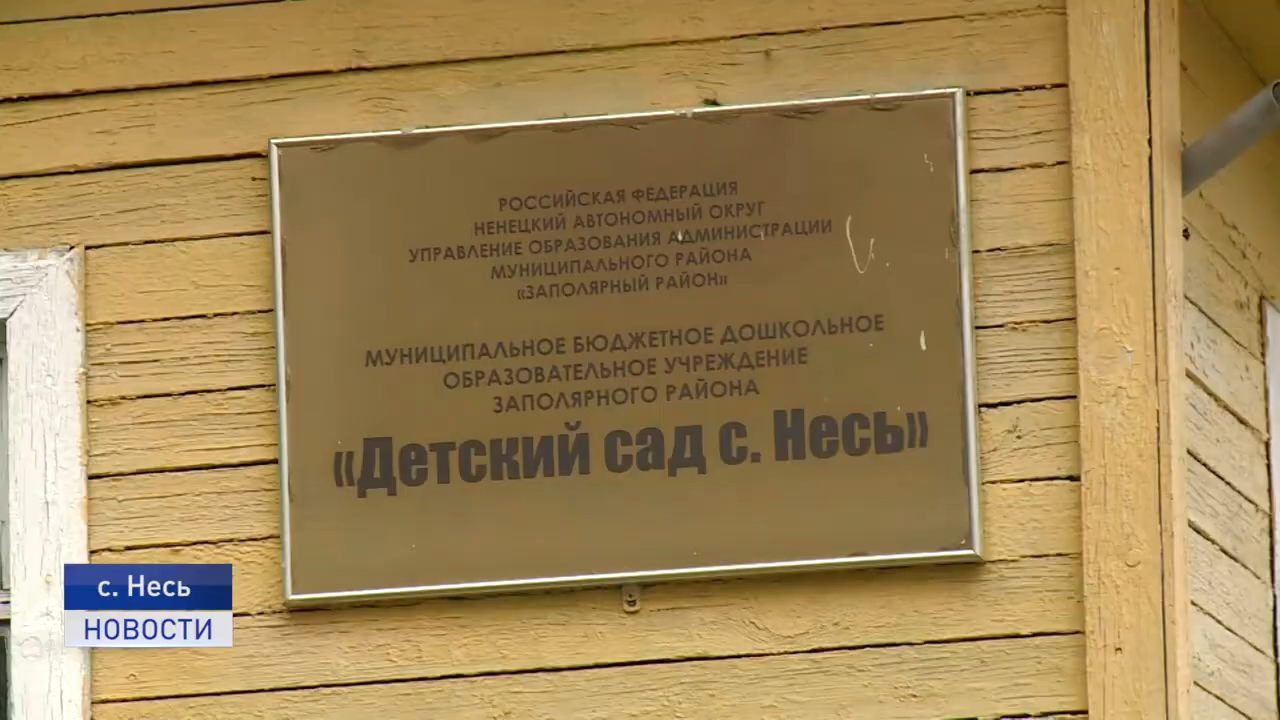 РОССИЙСКАЯ ФЕДЕРАЦИЯ
НЕНЕЦКИЙ АВТОНОМНЫЙ ОКРУГ
УПРАВЛЕНИЕ ОБРАЗОВАНИЯ АДМИНИСТРАЦИИ
МУНИЦИПАЛЬНОГО РАЙОНА
«ЗАПОЛЯРНЫЙ РАЙОН»
МУНИЦИПАЛЬНОЕ БЮДЖЕТНОЕ ДОШКОЛЬНОЕ
ОБРАЗОВАТЕЛЬНОЕ УЧРЕЖДЕНИЕ
ЗАПОЛЯРНОГО РАЙОНА
«Детский сад с. Несь»
с. Несь
НОВОСТИ